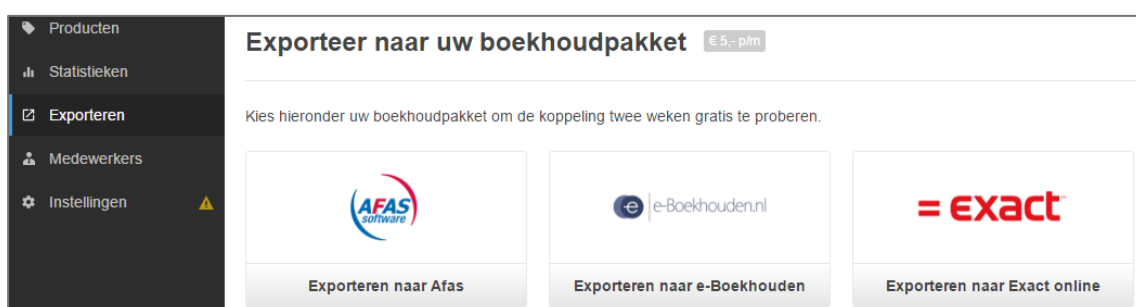 Producten
Statistieken
Exporteren
Medewerkers
Instellingen
Exporteer naar uw boekhoudpakket € 5,- p/m
Kies hieronder uw boekhoudpakket om de koppeling twee weken gratis te proberen.
AFAS
software
e e-Boekhouden.nl
= exact
Exporteren naar Afas
Exporteren naar e-Boekhouden
Exporteren naar Exact online